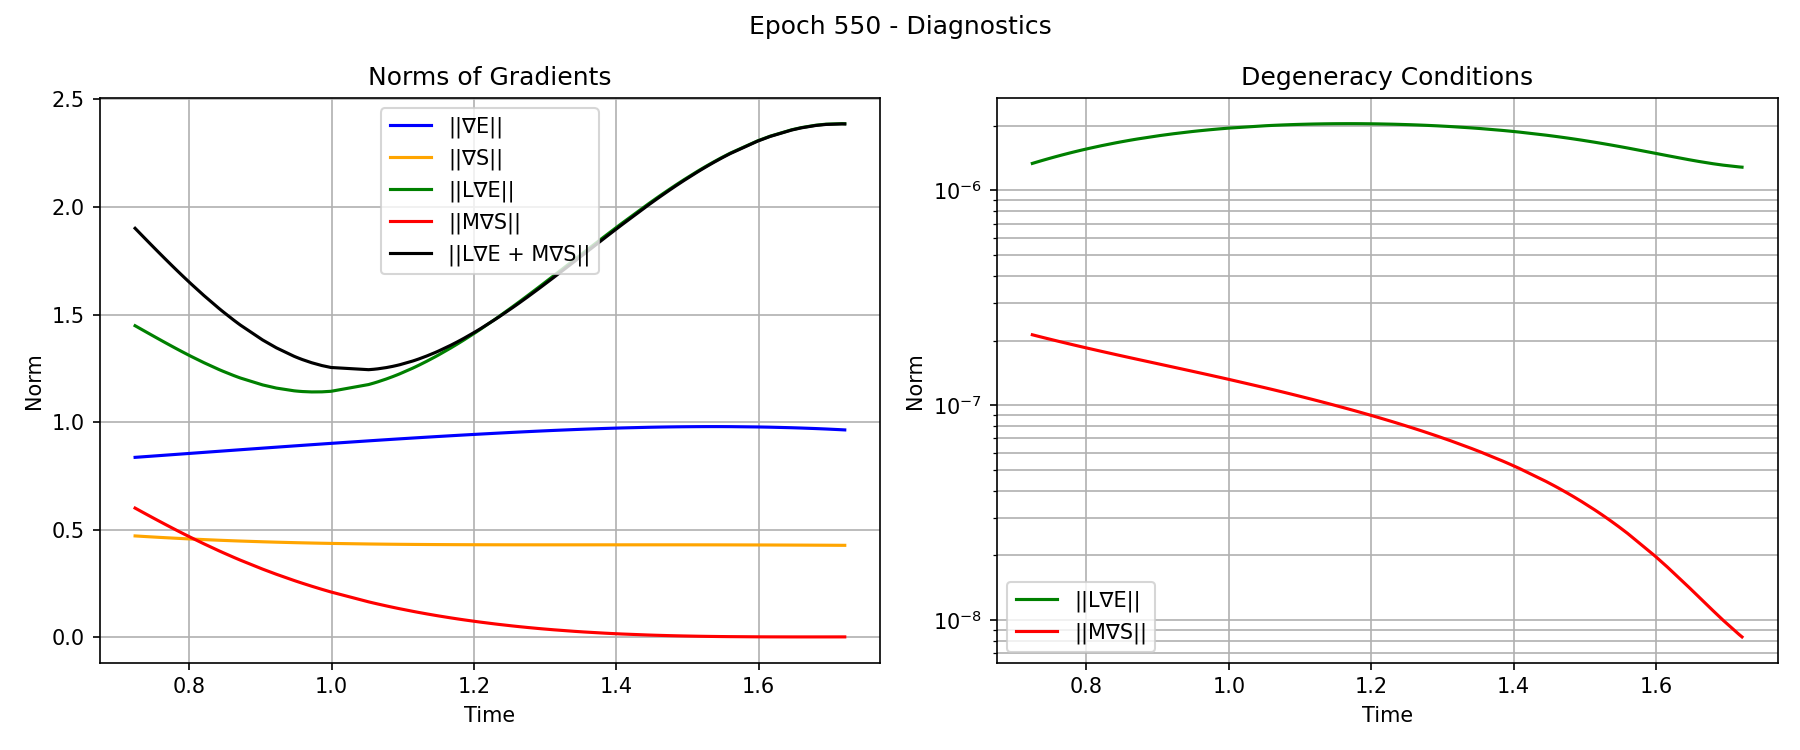 Epoch 550 - Diagnostics
Norms of Gradients
2.5
2.0
1.5
1.0
0.5
0.0
Norm
||∇E||
||∇S||
||L∇E||
||M∇S||
||L∇E + M∇S||
0.8
1.0
1.2
1.4
1.6
Time
Degeneracy Conditions
10⁻⁶
10⁻⁷
10⁻⁸
Norm
||L∇E||
||M∇S||
0.8
1.0
1.2
1.4
1.6
Time